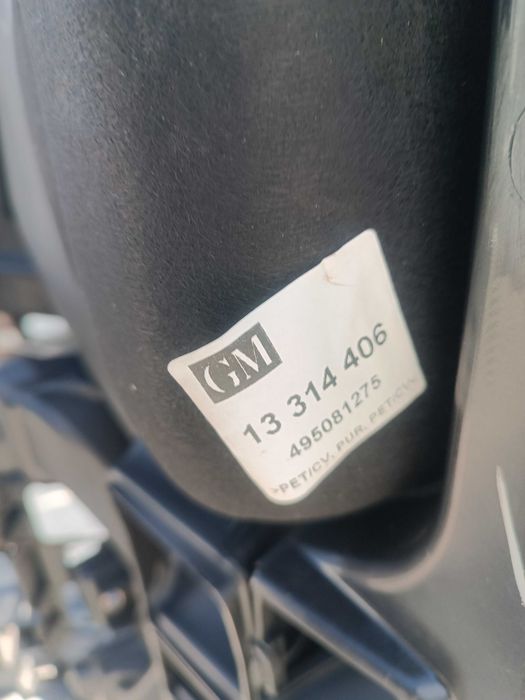 GM
13 314 406
495081275
>PET/CV, PUR, PET/CV<